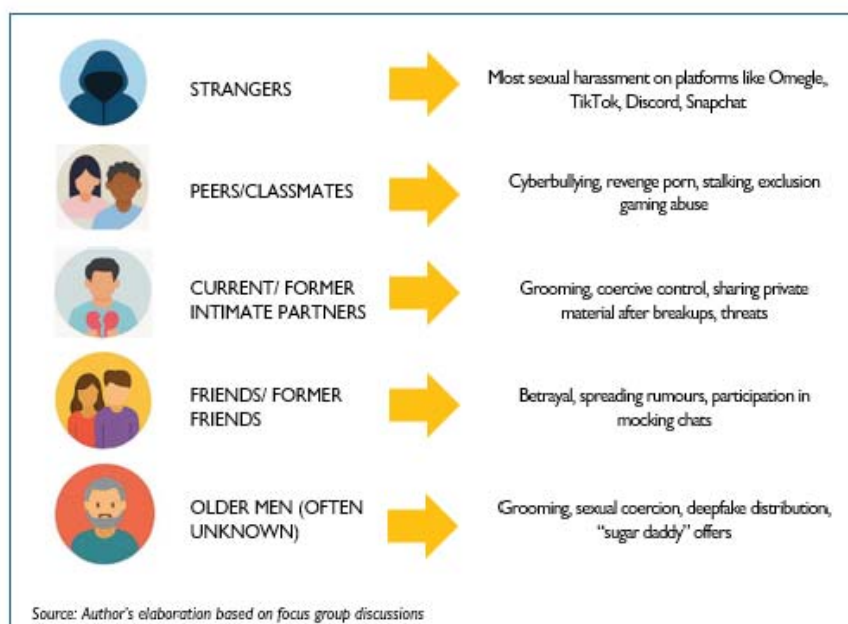 STRANGERS
Most sexual harassment on platforms like Omegle,
TikTok, Discord, Snapchat
PEERS/CLASSMATES
Cyberbullying, revenge porn, stalking, exclusion
gaming abuse
CURRENT/ FORMER
INTIMATE PARTNERS
Grooming, coercive control, sharing private
material after breakups, threats
FRIENDS/ FORMER
FRIENDS
Betrayal, spreading rumours, participation in
mocking chats
OLDER MEN (OFTEN
UNKNOWN)
Grooming, sexual coercion, deepfake distribution,
“sugar daddy” offers
Source: Author’s elaboration based on focus group discussions